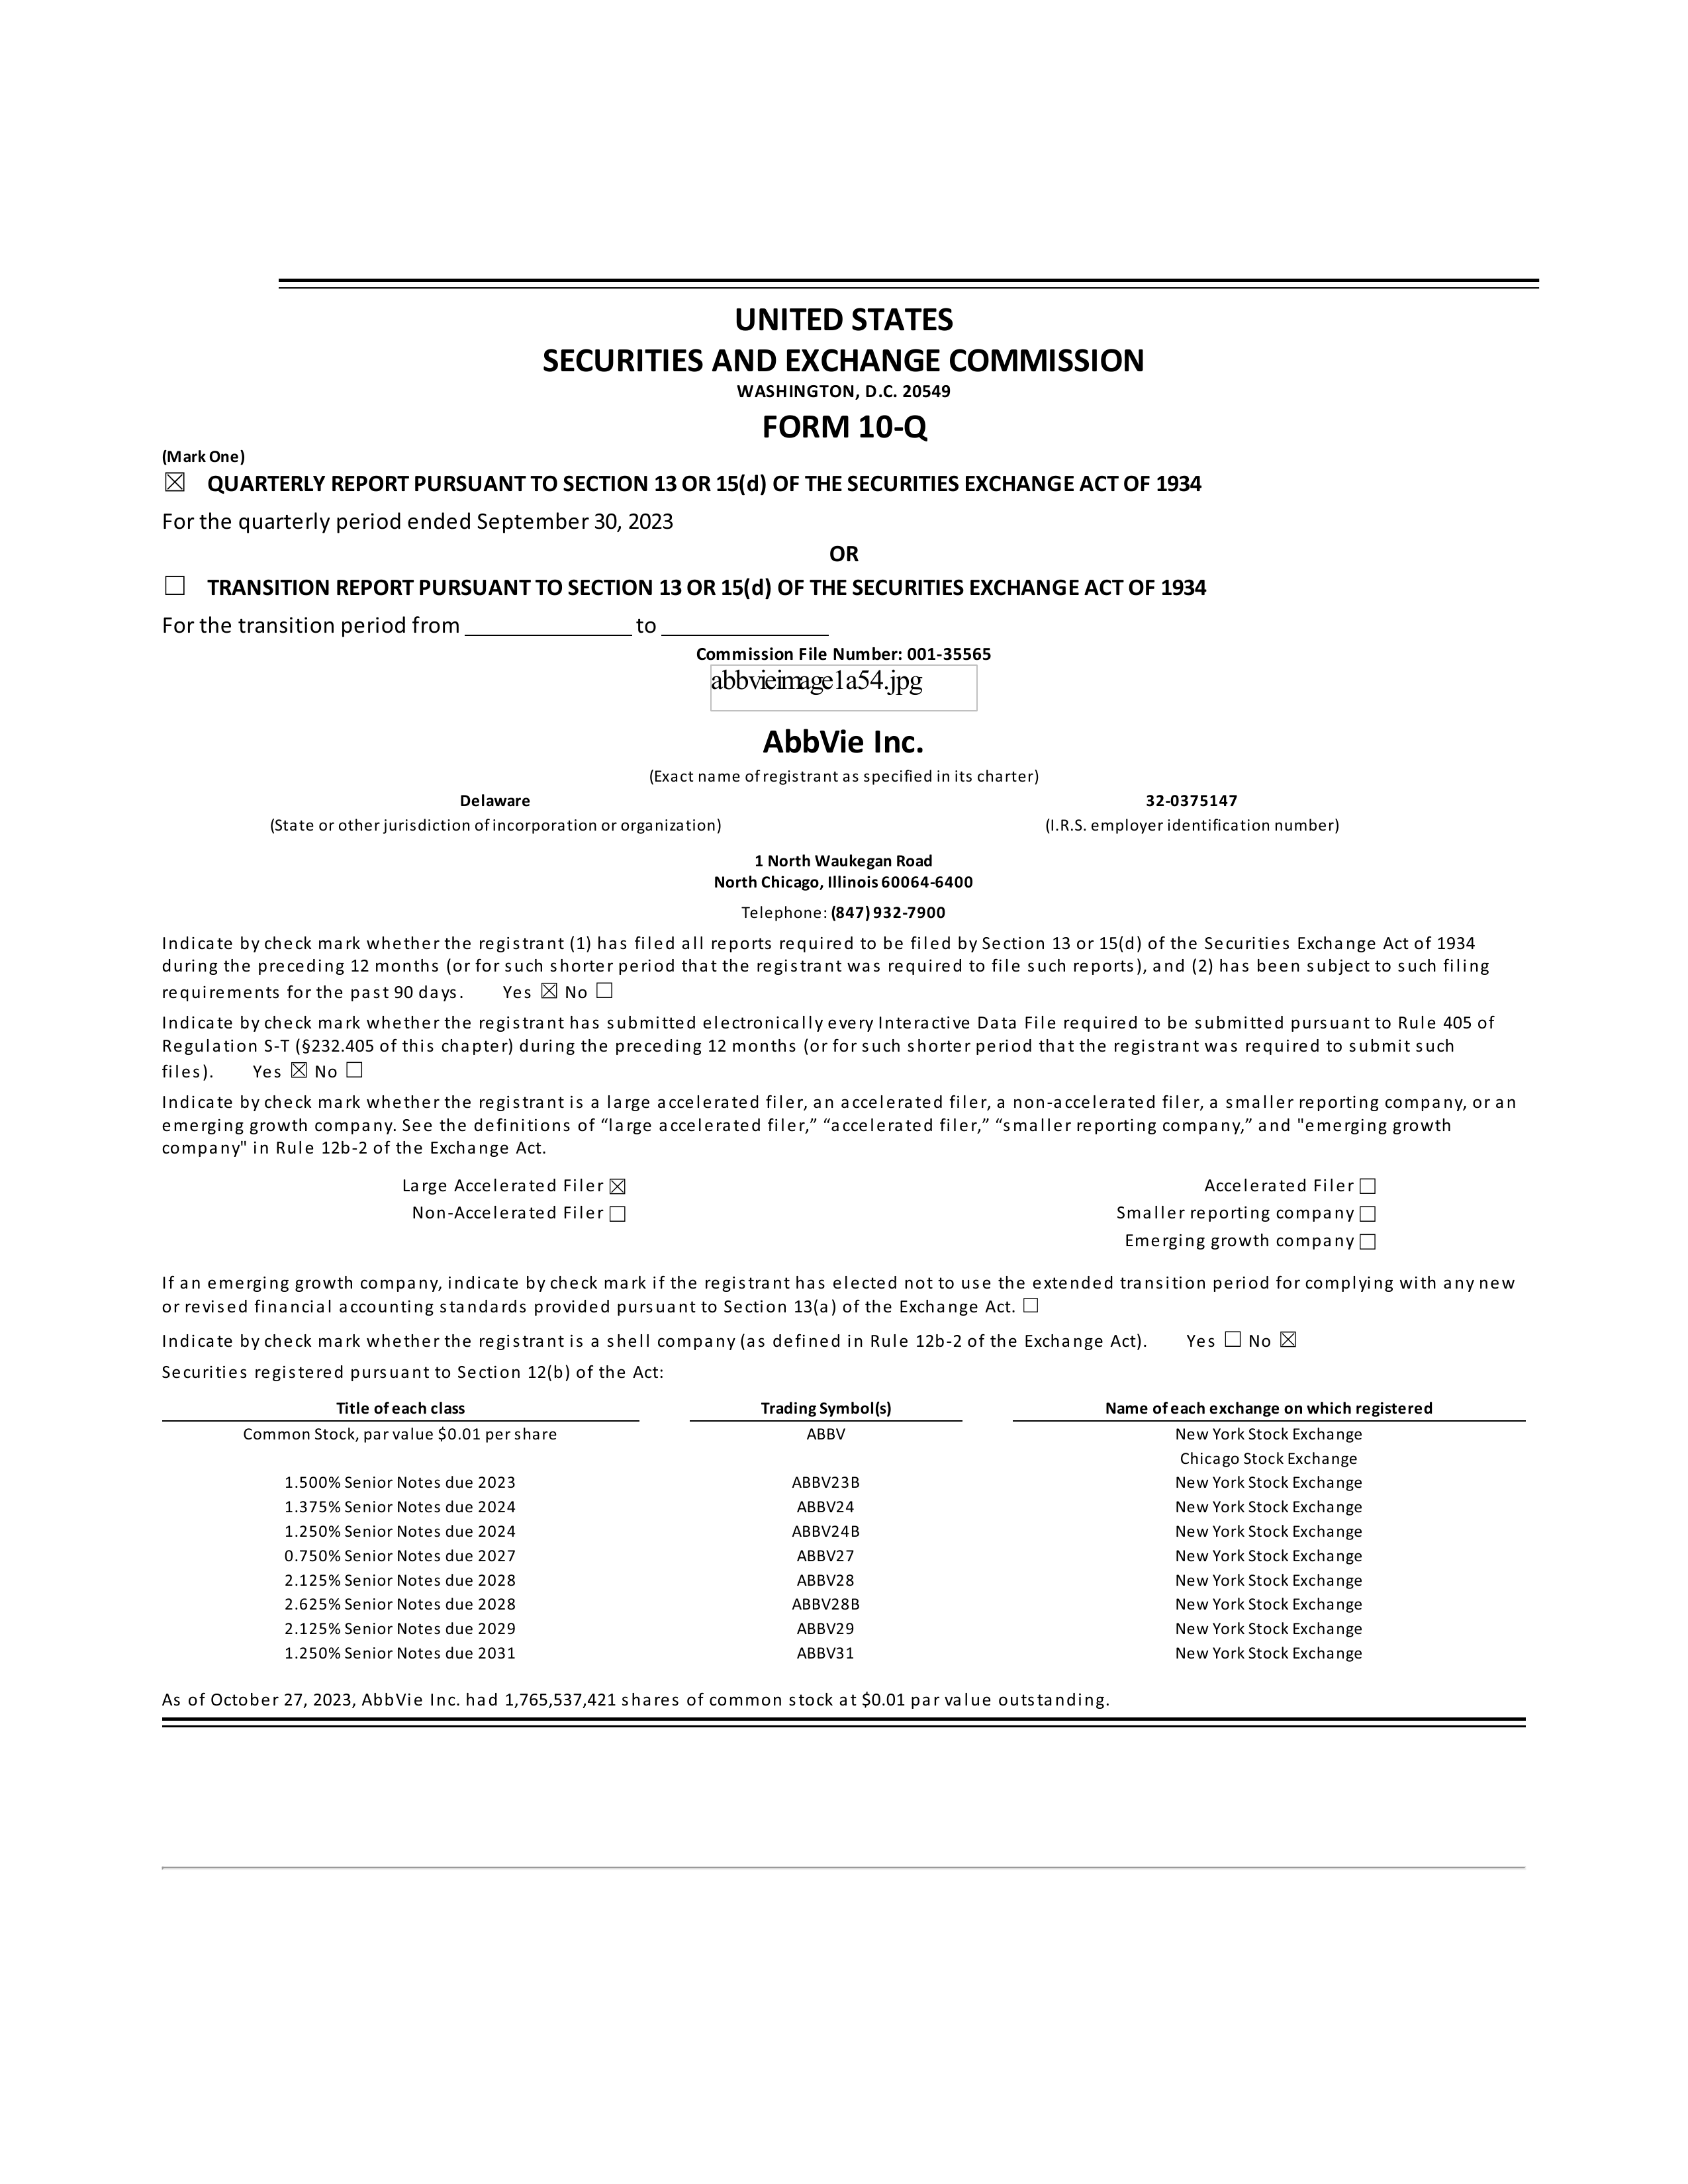 UNITED STATES
SECURITIES AND EXCHANGE COMMISSION
WASHINGTON, D.C. 20549
FORM 10-Q
(Mark One)
☒ QUARTERLY REPORT PURSUANT TO SECTION 13 OR 15(d) OF THE SECURITIES EXCHANGE ACT OF 1934
For the quarterly period ended September 30, 2023
OR
☐ TRANSITION REPORT PURSUANT TO SECTION 13 OR 15(d) OF THE SECURITIES EXCHANGE ACT OF 1934
For the transition period from ______________ to ______________
Commission File Number: 001-35565
abbvieimage1a54.jpg
AbbVie Inc.
(Exact name of registrant as specified in its charter)
Delaware 32-0375147
(State or other jurisdiction of incorporation or organization) (I.R.S. employer identification number)
1 North Waukegan Road
North Chicago, Illinois 60064-6400
Telephone: (847) 932-7900
Indicate by check mark whether the registrant (1) has filed all reports required to be filed by Section 13 or 15(d) of the Securities Exchange Act of 1934
during the preceding 12 months (or for such shorter period that the registrant was required to file such reports), and (2) has been subject to such filing
requirements for the past 90 days. Yes ☒ No ☐
Indicate by check mark whether the registrant has submitted electronically every Interactive Data File required to be submitted pursuant to Rule 405 of
Regulation S-T (§232.405 of this chapter) during the preceding 12 months (or for such shorter period that the registrant was required to submit such
files). Yes ☒ No ☐
Indicate by check mark whether the registrant is a large accelerated filer, an accelerated filer, a non-accelerated filer, a smaller reporting company, or an
emerging growth company. See the definitions of “large accelerated filer,” “accelerated filer,” “smaller reporting company,” and "emerging growth
company" in Rule 12b-2 of the Exchange Act.
Large Accelerated Filer ☒ Accelerated Filer ☐
Non-Accelerated Filer ☐ Smaller reporting company ☐
Emerging growth company ☐
If an emerging growth company, indicate by check mark if the registrant has elected not to use the extended transition period for complying with any new
or revised financial accounting standards provided pursuant to Section 13(a) of the Exchange Act. ☐
Indicate by check mark whether the registrant is a shell company (as defined in Rule 12b-2 of the Exchange Act). Yes ☐ No ☒
Securities registered pursuant to Section 12(b) of the Act:
Title of each class Trading Symbol(s) Name of each exchange on which registered
Common Stock, par value $0.01 per share ABBV New York Stock Exchange
Chicago Stock Exchange
1.500% Senior Notes due 2023 ABBV23B New York Stock Exchange
1.375% Senior Notes due 2024 ABBV24 New York Stock Exchange
1.250% Senior Notes due 2024 ABBV24B New York Stock Exchange
0.750% Senior Notes due 2027 ABBV27 New York Stock Exchange
2.125% Senior Notes due 2028 ABBV28 New York Stock Exchange
2.625% Senior Notes due 2028 ABBV28B New York Stock Exchange
2.125% Senior Notes due 2029 ABBV29 New York Stock Exchange
1.250% Senior Notes due 2031 ABBV31 New York Stock Exchange
As of October 27, 2023, AbbVie Inc. had 1,765,537,421 shares of common stock at $0.01 par value outstanding.